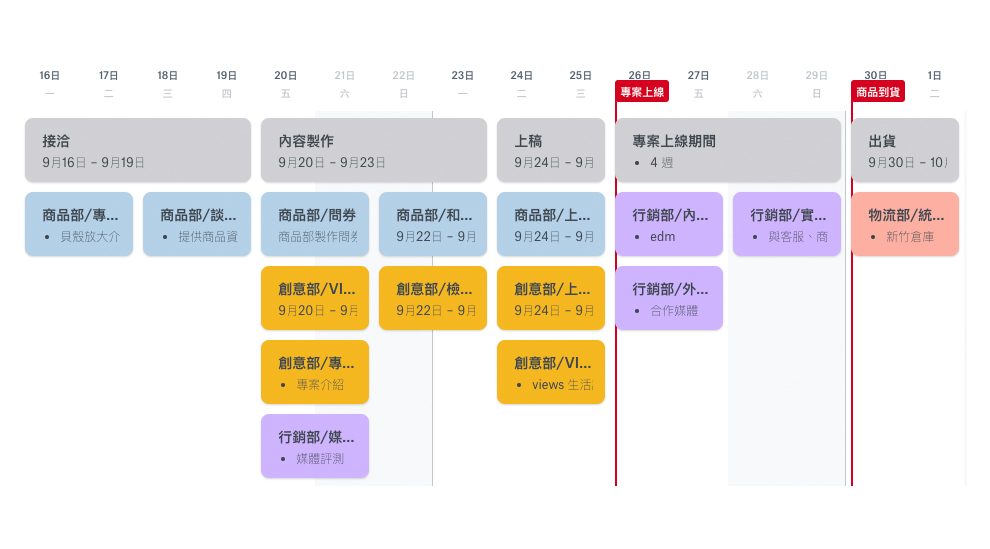 16日 17日 18日 19日 20日 21日 22日 23日 24日 25日 26日 27日 28日 29日 30日 1日
一 二 三 四 五 六 日 一 二 三 專案上線 五 六 日 商品到貨 二
接洽 內容製作 上稿 專案上線期間 出貨
9月16日 – 9月19日 9月20日 – 9月23日 9月24日 – 9月 • 4 週 9月30日 – 10月
商品部/專... 商品部/談... 商品部/問券 商品部/和... 商品部/上... 行銷部/內... 行銷部/實... 物流部/統...
• 貝殼放大介 • 提供商品資 商品部製作問券 9月22日 – 9月 9月24日 – 9月 • edm • 與客服、商 • 新竹倉庫
創意部/VI... 創意部/檢... 創意部/上... 行銷部/外...
9月20日 – 9月 9月22日 – 9月 9月24日 – 9月 • 合作媒體
創意部/專... 創意部/VI...
• 專案介紹 • views 生活
行銷部/媒...
• 媒體評測